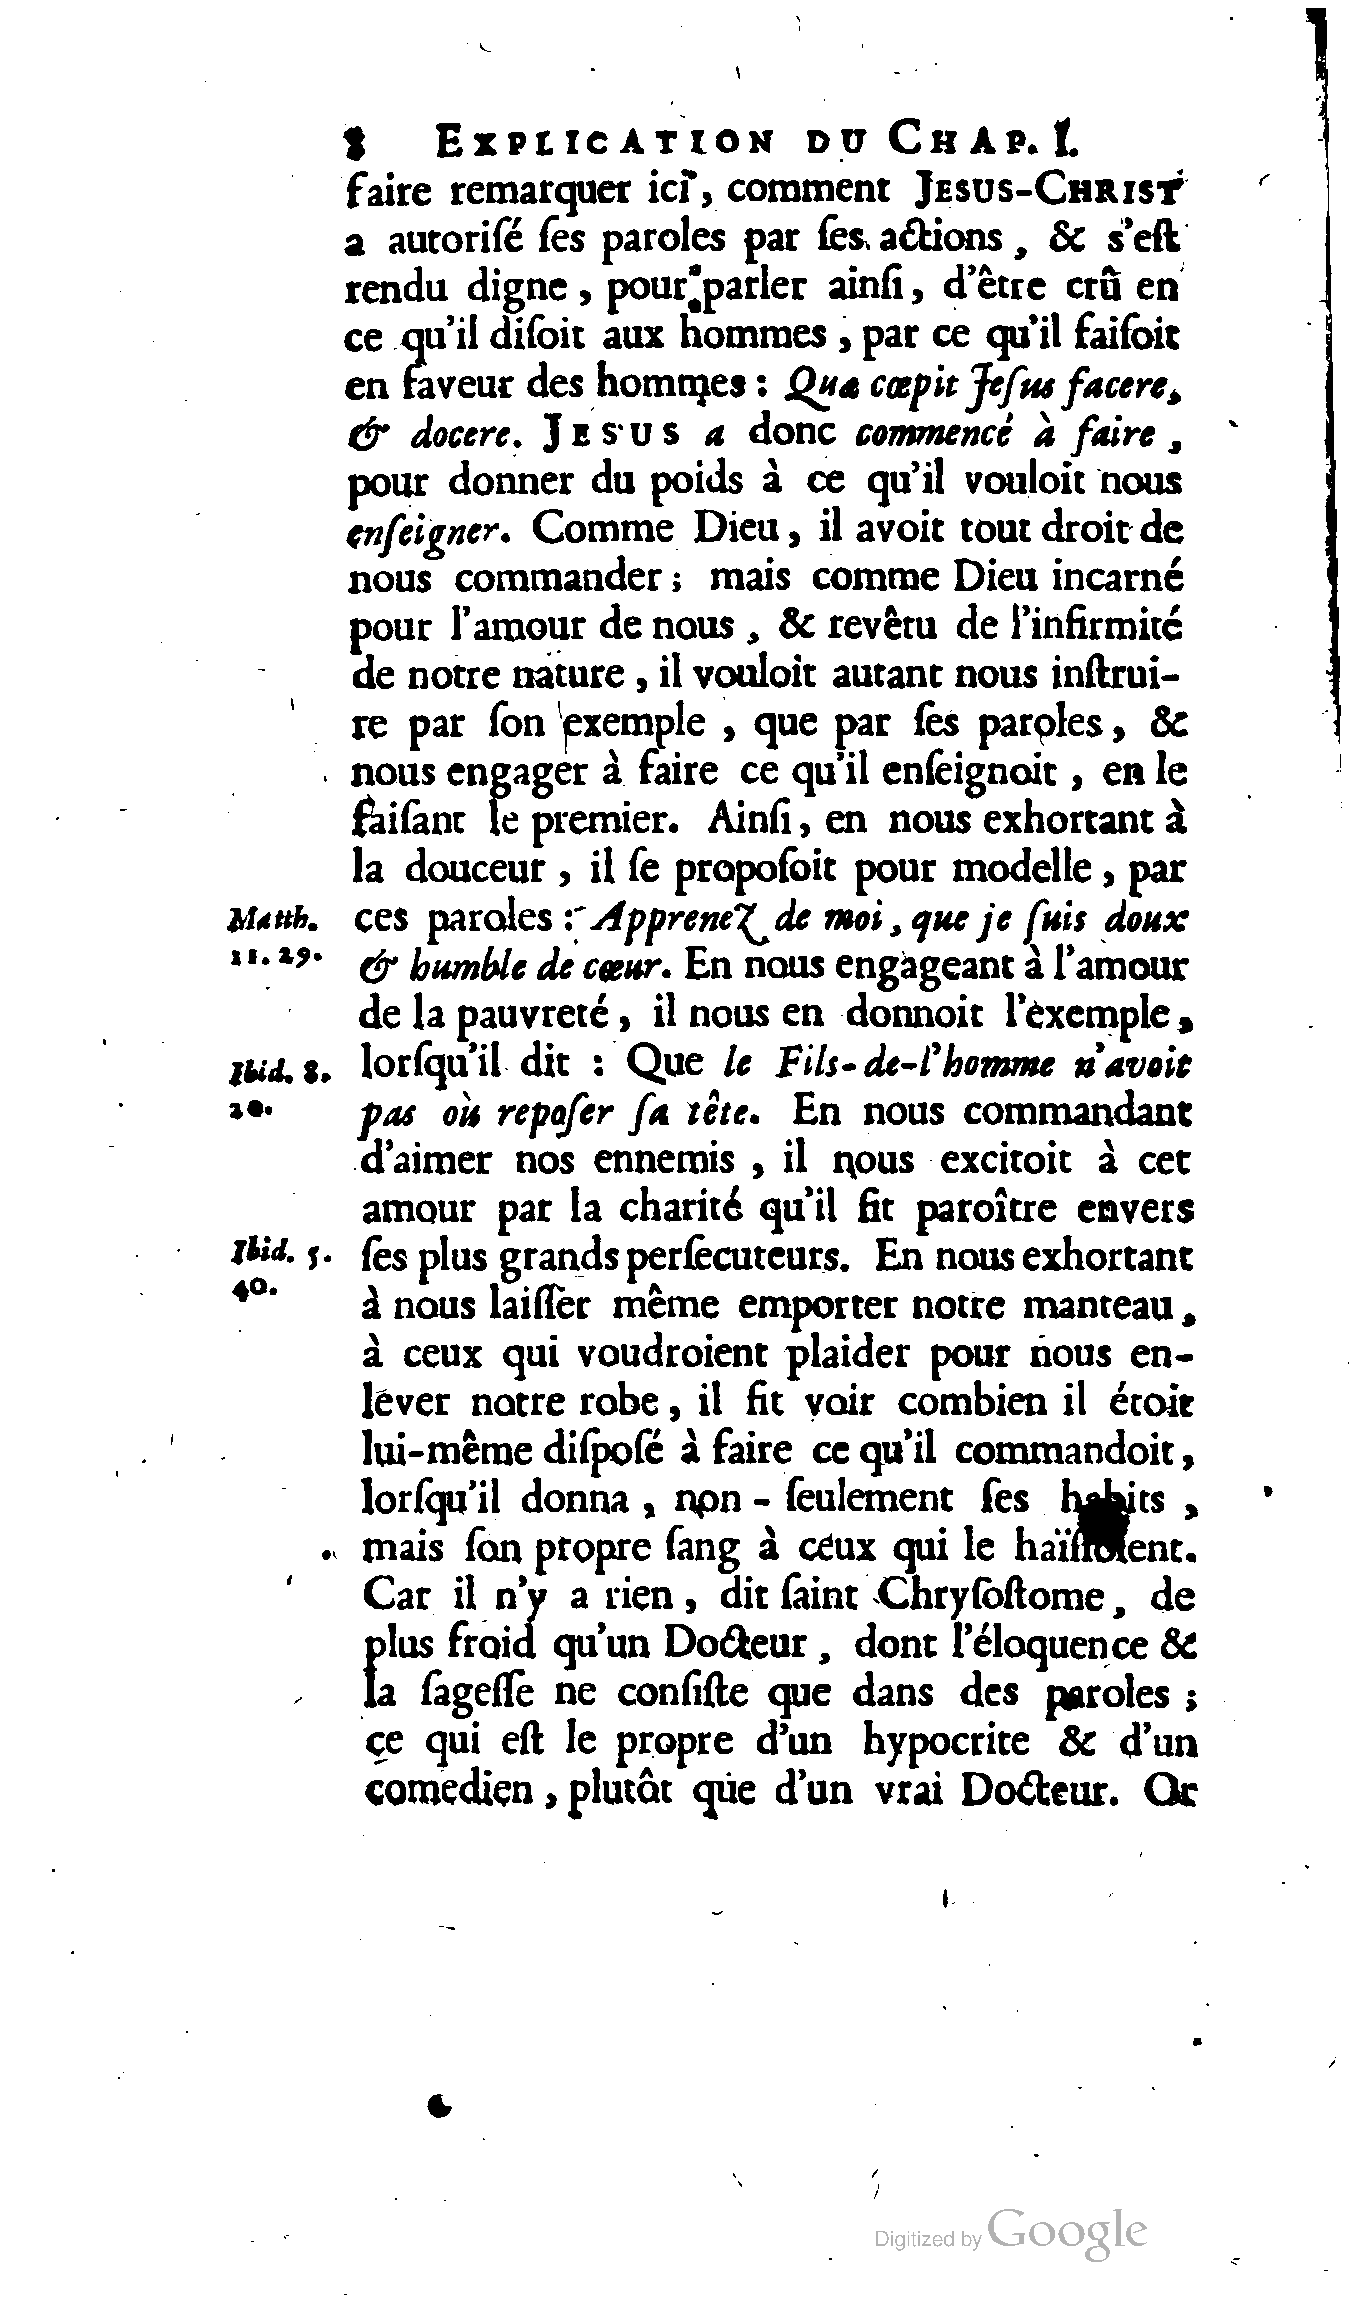 8 EXPLICATION DU CHAP. I.
faire remarquer ici, comment JESUS-CHRIST
a autoriſé ſes paroles par ſes actions, & s'eſt
rendu digne, pour parler ainſi, d'être crû en
ce qu'il diſoit aux hommes, par ce qu'il faiſoit
en faveur des hommes : Quæ cœpit Jeſus facere,
& docere. JESUS a donc commencé à faire,
pour donner du poids à ce qu'il vouloit nous
enſeigner. Comme Dieu, il avoit tout droit de
nous commander ; mais comme Dieu incarné
pour l'amour de nous, & revêtu de l'infirmité
de notre nature, il vouloit autant nous inſtrui-
re par ſon exemple, que par ſes paroles, &
nous engager à faire ce qu'il enſeignoit, en le
faiſant le premier. Ainſi, en nous exhortant à
la douceur, il ſe propoſoit pour modelle, par
Matth. ces paroles : Apprenez de moi, que je ſuis doux
11. 29. & humble de cœur. En nous engageant à l'amour
de la pauvreté, il nous en donnoit l'exemple,
Ibid. 8. lorſqu'il dit : Que le Fils-de-l'homme n'avoit
20. pas où repoſer ſa tête. En nous commandant
d'aimer nos ennemis, il nous excitoit à cet
amour par la charité qu'il fit paroître envers
Ibid. 5. ſes plus grands perſecuteurs. En nous exhortant
40. à nous laiſſer même emporter notre manteau,
à ceux qui voudroient plaider pour nous en-
lever notre robe, il fit voir combien il étoit
lui-même diſpoſé à faire ce qu'il commandoit,
lorſqu'il donna, non-ſeulement ſes habits,
mais ſon propre ſang à ceux qui le haïſſoient.
Car il n'y a rien, dit ſaint Chryſoſtome, de
plus froid qu'un Docteur, dont l'éloquence &
la ſageſſe ne conſiſte que dans des paroles ;
ce qui eſt le propre d'un hypocrite & d'un
comedien, plutôt que d'un vrai Docteur. Or
Digitized by Google